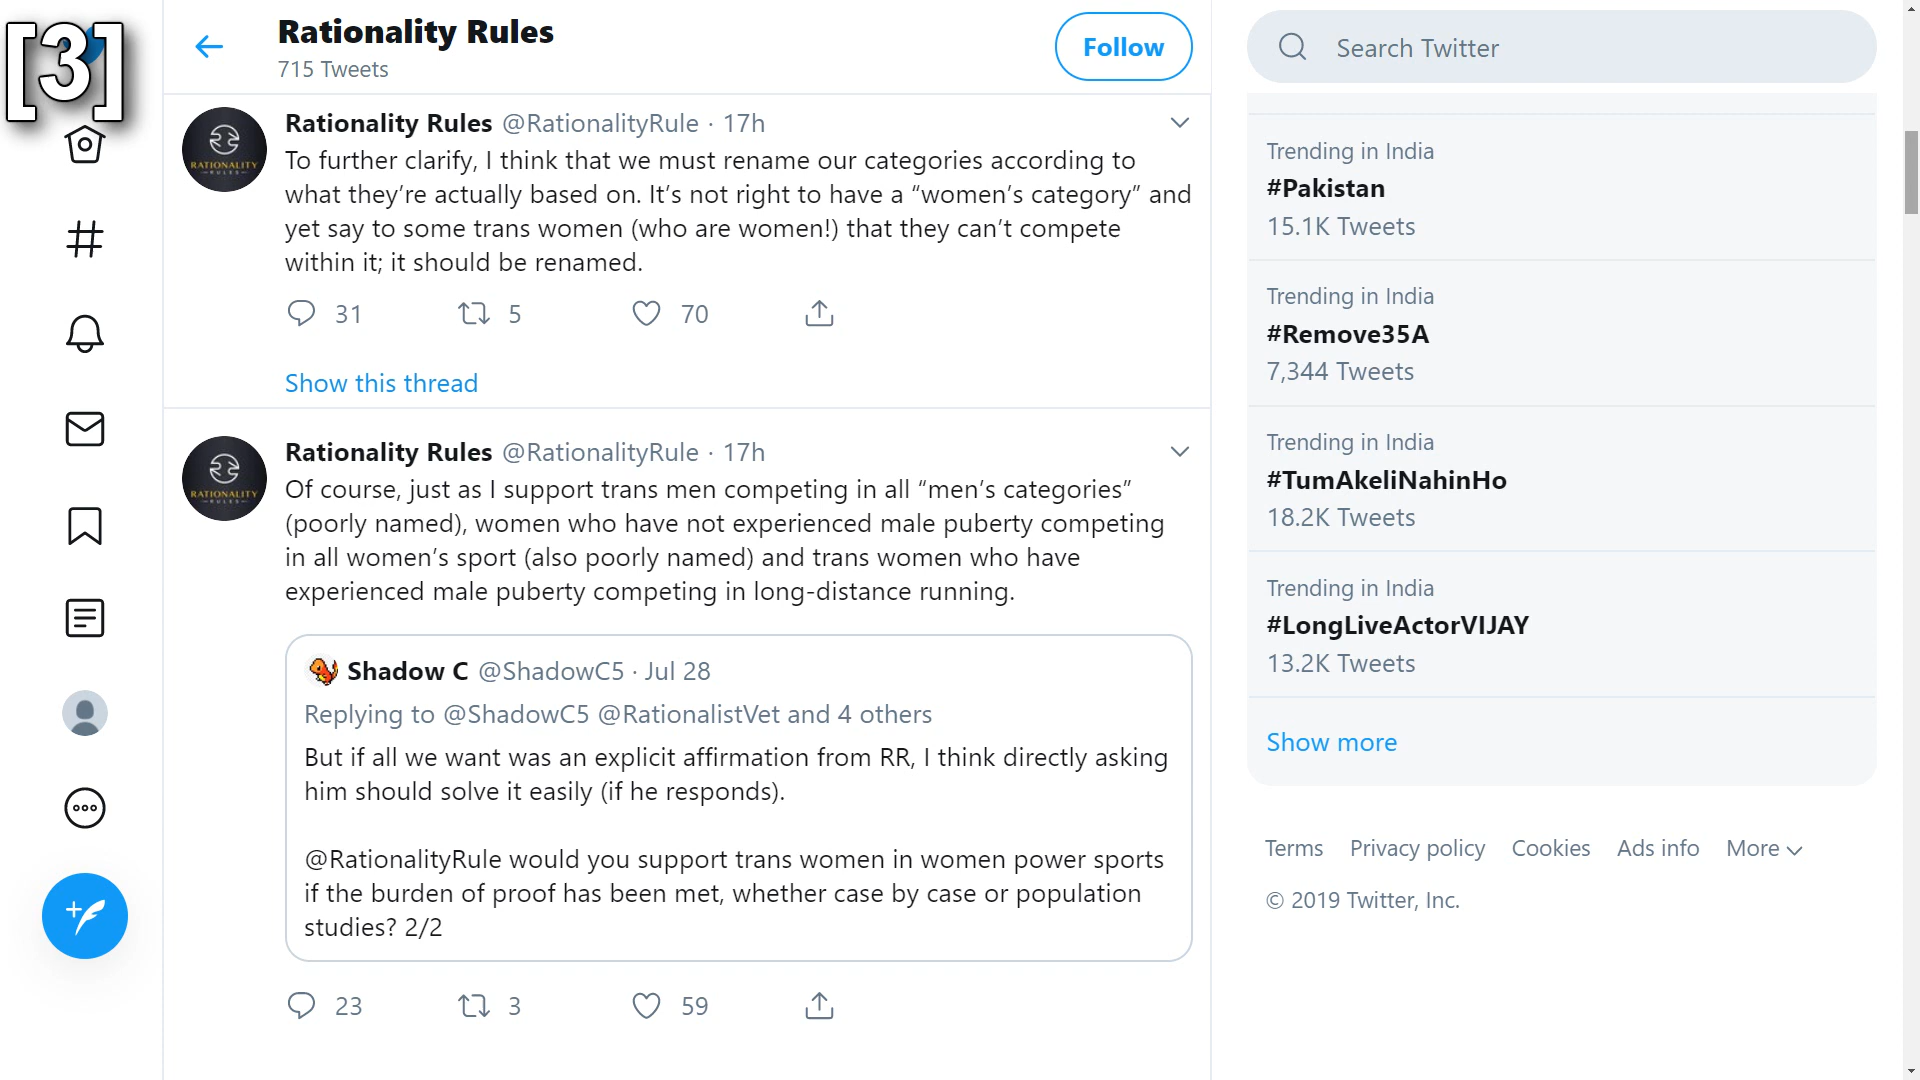 [3]
Rationality Rules
715 Tweets
Follow
Search Twitter
Rationality Rules @RationalityRule · 17h
To further clarify, I think that we must rename our categories according to
what they’re actually based on. It’s not right to have a “women’s category” and
yet say to some trans women (who are women!) that they can’t compete
within it; it should be renamed.
31 5 70
Show this thread
RATIONALITY
RULES
Rationality Rules @RationalityRule · 17h
Of course, just as I support trans men competing in all “men’s categories”
(poorly named), women who have not experienced male puberty competing
in all women’s sport (also poorly named) and trans women who have
experienced male puberty competing in long-distance running.
RATIONALITY
RULES
Shadow C @ShadowC5 · Jul 28
Replying to @ShadowC5 @RationalistVet and 4 others
But if all we want was an explicit affirmation from RR, I think directly asking
him should solve it easily (if he responds).
@RationalityRule would you support trans women in women power sports
if the burden of proof has been met, whether case by case or population
studies? 2/2
23 3 59
Trending in India
#Pakistan
15.1K Tweets
Trending in India
#Remove35A
7,344 Tweets
Trending in India
#TumAkeliNahinHo
18.2K Tweets
Trending in India
#LongLiveActorVIJAY
13.2K Tweets
Show more
Terms Privacy policy Cookies Ads info More
© 2019 Twitter, Inc.